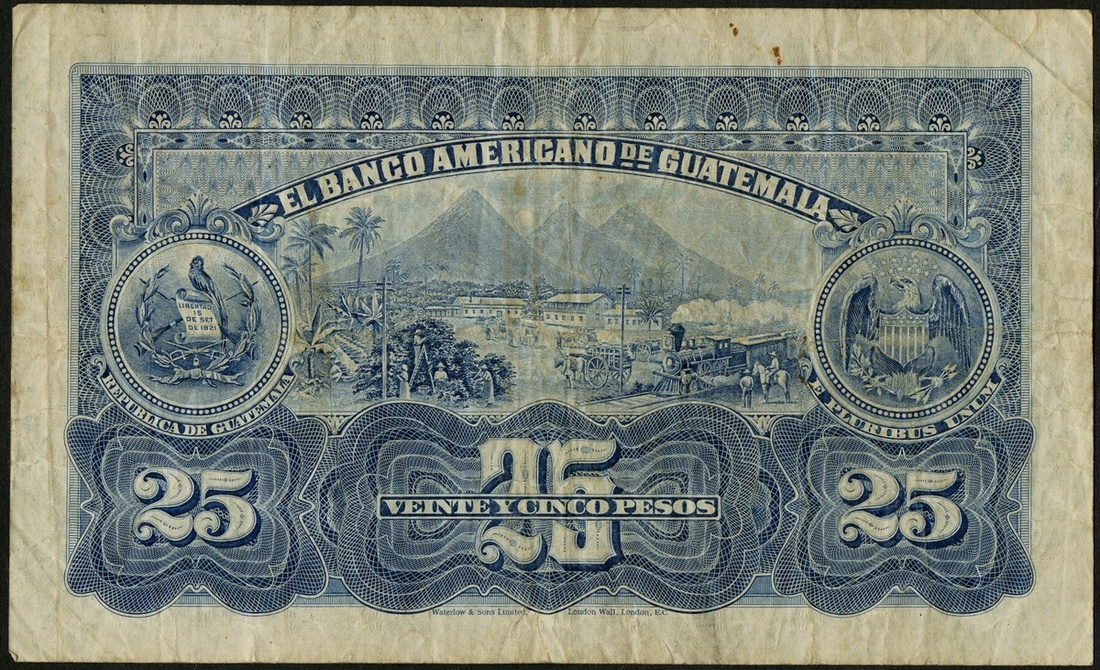 EL BANCO AMERICANO DE GUATEMALA
LIBERTAD
15
DE SET
DE 1821
REPUBLICA DE GUATEMALA
E PLURIBUS UNUM
25
25
25
VEINTE Y CINCO PESOS
Waterlow & Sons Limited, London Wall, London, E.C.